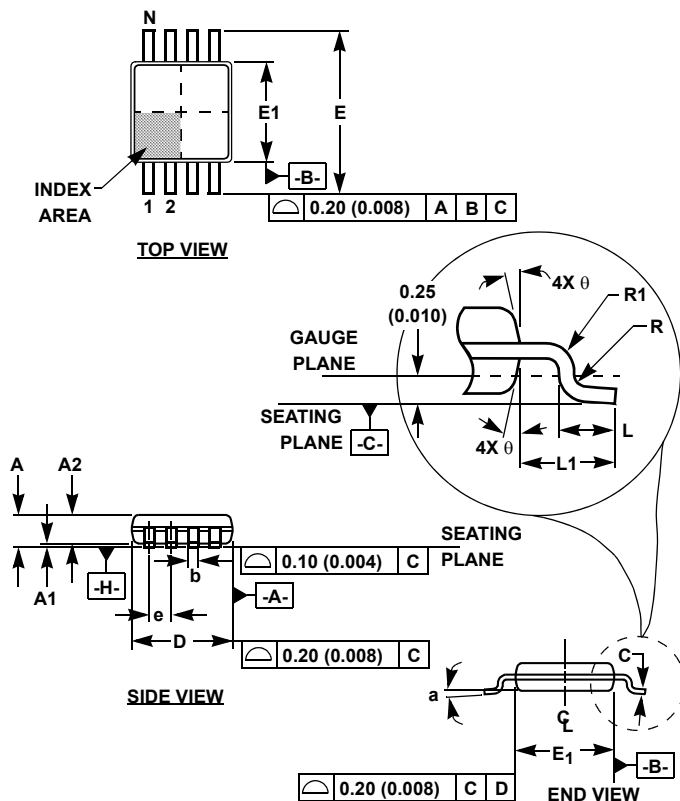 N
E1
E
-B-
INDEX
AREA
1 2
0.20 (0.008) A B C
TOP VIEW
0.25
(0.010)
4X θ
R1
R
GAUGE
PLANE
SEATING
PLANE
-C-
4X θ
L
L1
A
A2
SEATING
PLANE
0.10 (0.004) C
A1
-H-
b
-A-
e
D
0.20 (0.008) C
SIDE VIEW
C
a
CL
E1
-B-
0.20 (0.008) C D
END VIEW